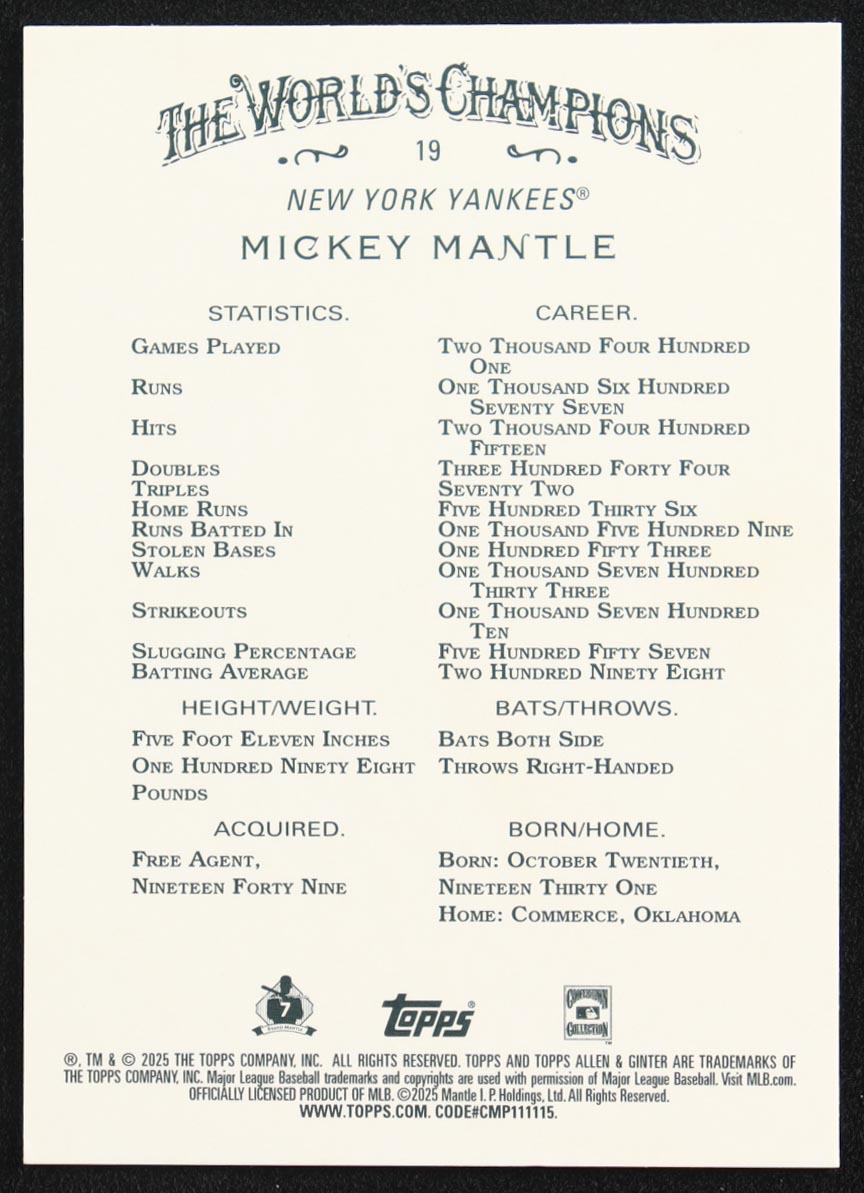 THE WORLD'S CHAMPIONS
19
NEW YORK YANKEES®
MICKEY MANTLE
STATISTICS. CAREER.
GAMES PLAYED TWO THOUSAND FOUR HUNDRED
ONE
RUNS ONE THOUSAND SIX HUNDRED
SEVENTY SEVEN
HITS TWO THOUSAND FOUR HUNDRED
FIFTEEN
DOUBLES THREE HUNDRED FORTY FOUR
TRIPLES SEVENTY TWO
HOME RUNS FIVE HUNDRED THIRTY SIX
RUNS BATTED IN ONE THOUSAND FIVE HUNDRED NINE
STOLEN BASES ONE HUNDRED FIFTY THREE
WALKS ONE THOUSAND SEVEN HUNDRED
THIRTY THREE
STRIKEOUTS ONE THOUSAND SEVEN HUNDRED
TEN
SLUGGING PERCENTAGE FIVE HUNDRED FIFTY SEVEN
BATTING AVERAGE TWO HUNDRED NINETY EIGHT
HEIGHT/WEIGHT. BATS/THROWS.
FIVE FOOT ELEVEN INCHES BATS BOTH SIDE
ONE HUNDRED NINETY EIGHT THROWS RIGHT-HANDED
POUNDS
ACQUIRED. BORN/HOME.
FREE AGENT, BORN: OCTOBER TWENTIETH,
NINETEEN FORTY NINE NINETEEN THIRTY ONE
HOME: COMMERCE, OKLAHOMA
7
MICKEY MANTLE
Topps®
COOPERSTOWN
COLLECTION
™
®, TM & © 2025 THE TOPPS COMPANY, INC. ALL RIGHTS RESERVED. TOPPS AND TOPPS ALLEN & GINTER ARE TRADEMARKS OF
THE TOPPS COMPANY, INC. Major League Baseball trademarks and copyrights are used with permission of Major League Baseball. Visit MLB.com.
OFFICIALLY LICENSED PRODUCT OF MLB. ©2025 Mantle I. P. Holdings, Ltd. All Rights Reserved.
WWW.TOPPS.COM. CODE#CMP111115.